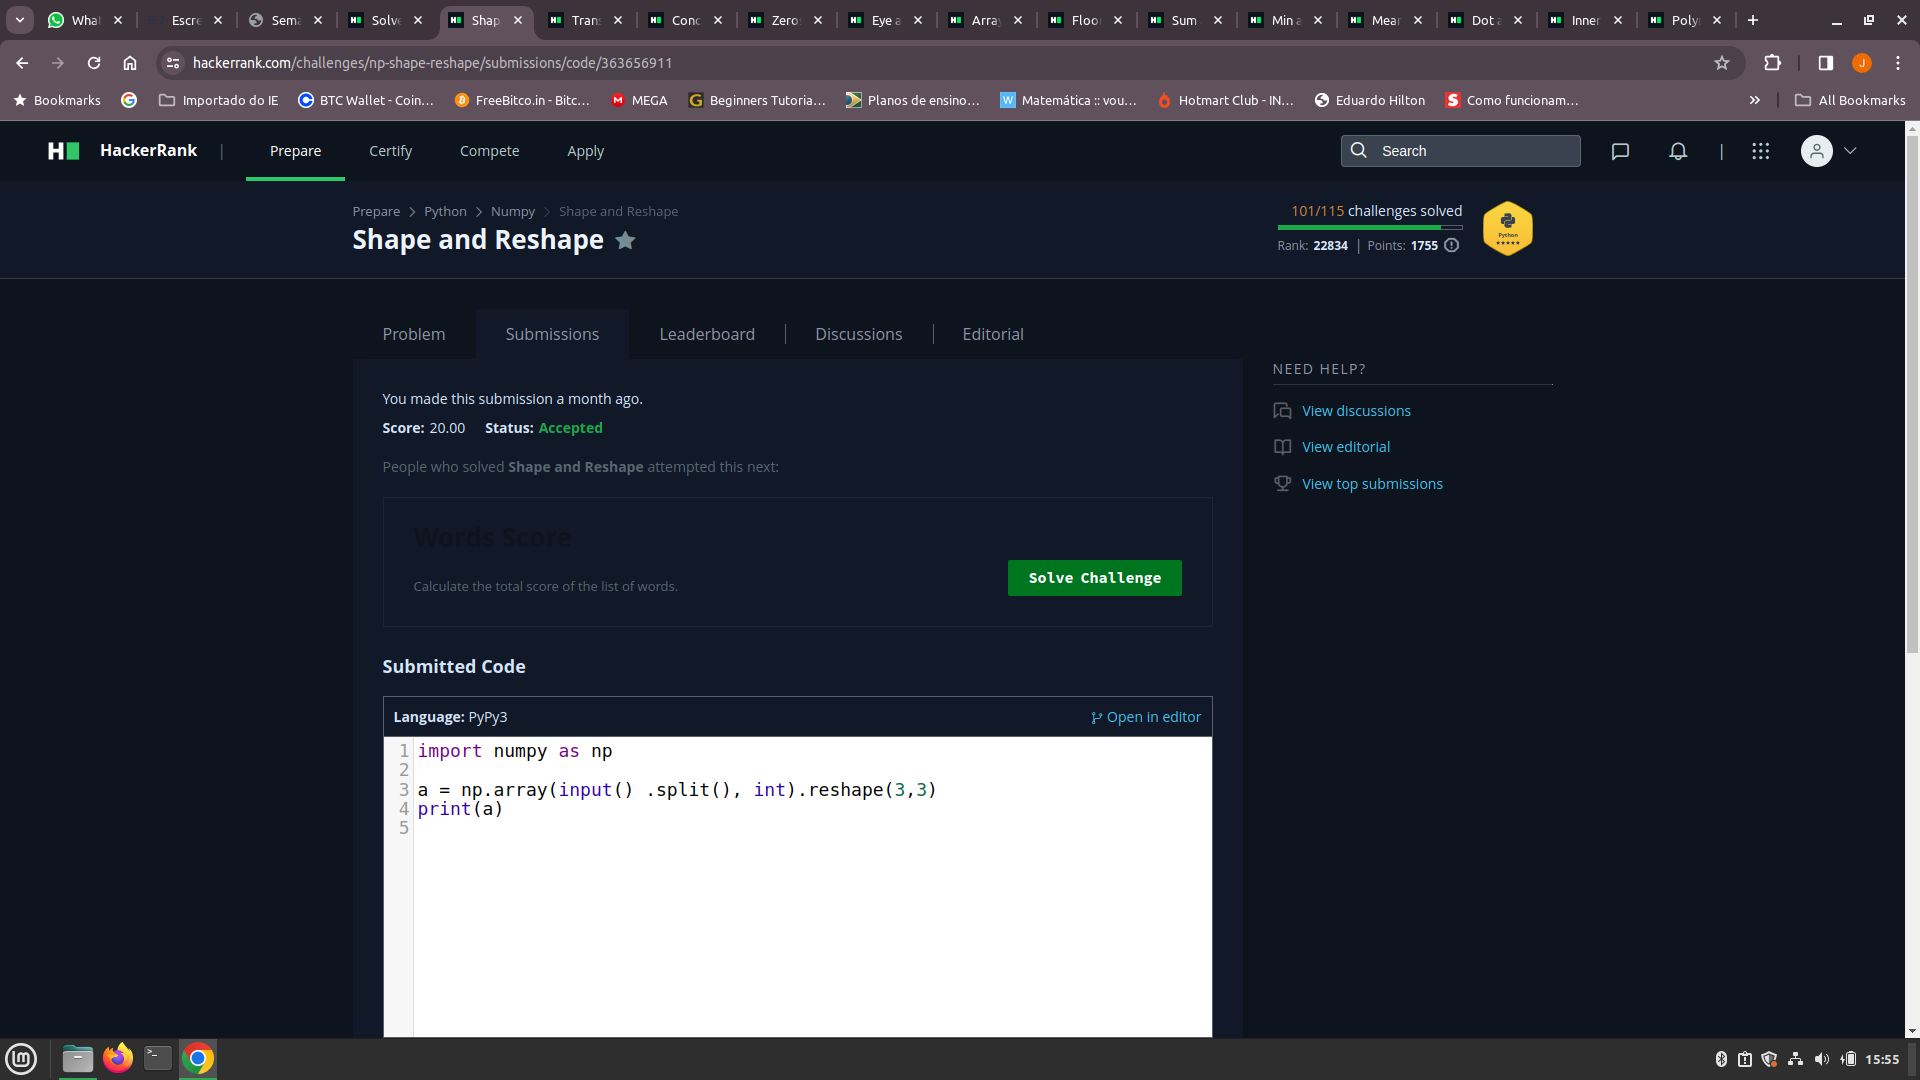 What
Escre
Sema
Solve
Shap
Trans
Conc
Zeros
Eye a
Array
Floor
Sum
Min a
Mean
Dot a
Inner
Poly
hackerrank.com/challenges/np-shape-reshape/submissions/code/363656911
J
Bookmarks
Importado do IE
BTC Wallet - Coin...
FreeBitco.in - Bitc...
MEGA
Beginners Tutoria...
Planos de ensino...
Matemática :: vou...
Hotmart Club - IN...
Eduardo Hilton
Como funcionam...
All Bookmarks
HackerRank
Prepare
Certify
Compete
Apply
Search
Prepare > Python > Numpy > Shape and Reshape
Shape and Reshape
101/115 challenges solved
Rank: 22834 | Points: 1755
Python
Problem
Submissions
Leaderboard
Discussions
Editorial
You made this submission a month ago.
Score: 20.00 Status: Accepted
People who solved Shape and Reshape attempted this next:
Words Score
Calculate the total score of the list of words.
Solve Challenge
NEED HELP?
View discussions
View editorial
View top submissions
Submitted Code
Language: PyPy3
Open in editor
1 import numpy as np
2
3 a = np.array(input() .split(), int).reshape(3,3)
4 print(a)
5
15:55